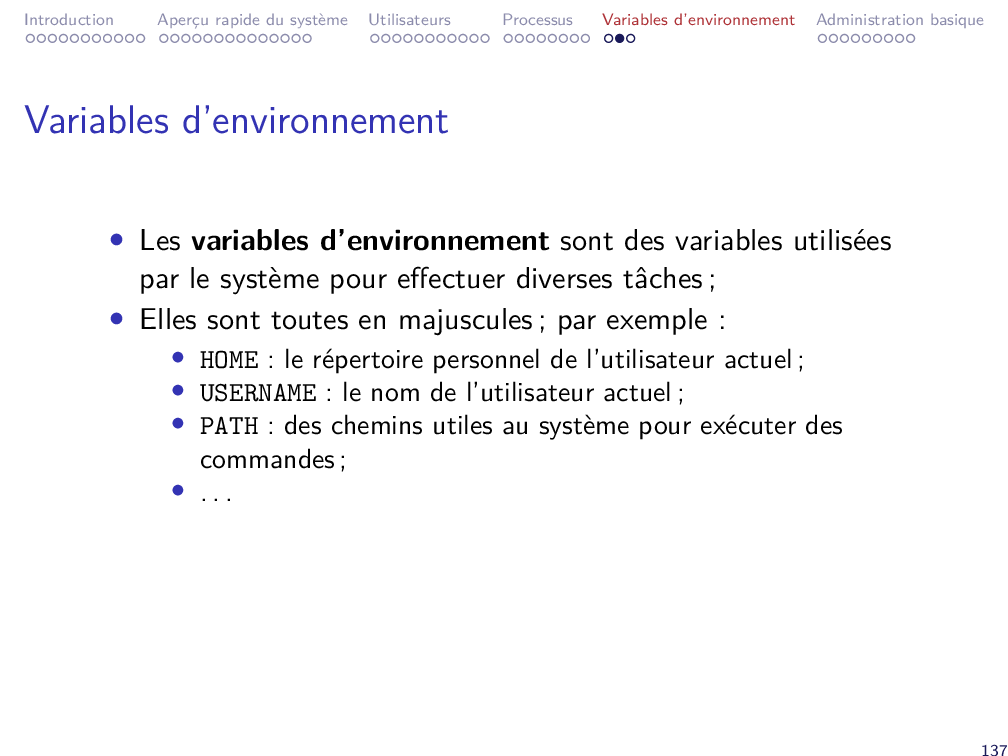 Introduction Aperçu rapide du système Utilisateurs Processus Variables d'environnement Administration basique
Variables d'environnement
• Les variables d'environnement sont des variables utilisées
par le système pour effectuer diverses tâches ;
• Elles sont toutes en majuscules ; par exemple :
• HOME : le répertoire personnel de l'utilisateur actuel ;
• USERNAME : le nom de l'utilisateur actuel ;
• PATH : des chemins utiles au système pour exécuter des
commandes ;
• . . .
137